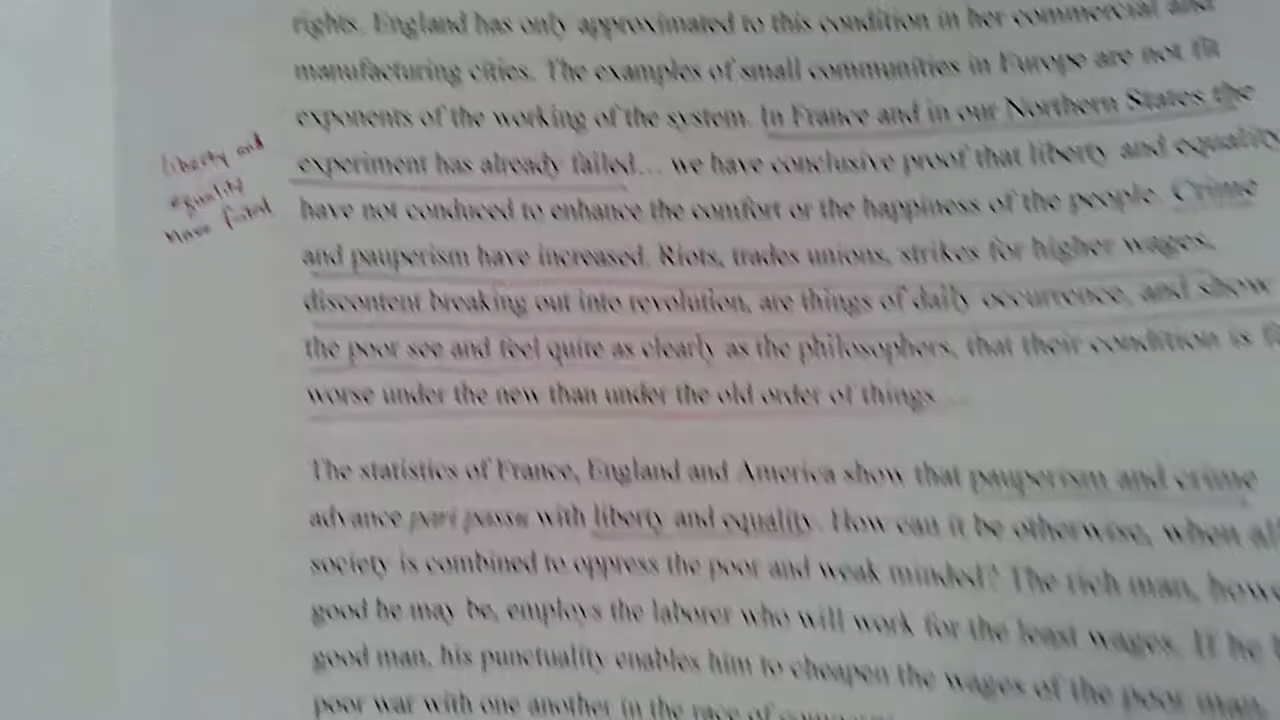 rights. England has only approximated to this condition in her commercial and
manufacturing cities. The examples of small communities in Europe are not fit
exponents of the working of the system. In France and in our Northern States the
experiment has already failed... we have conclusive proof that liberty and equality
have not conduced to enhance the comfort or the happiness of the people. Crime
and pauperism have increased. Riots, trades unions, strikes for higher wages,
discontent breaking out into revolution, are things of daily occurrence, and show
the poor see and feel quite as clearly as the philosophers, that their condition is
worse under the new than under the old order of things....
The statistics of France, England and America show that pauperism and crime
advance pari passu with liberty and equality. How can it be otherwise, when
society is combined to oppress the poor and weak minded? The rich man,
good he may be, employs the laborer who will work for the least wages. If he
good man, his punctuality enables him to cheapen the wages of the poor man.
poor war with one another in the race of
liberty and
equality
have failed